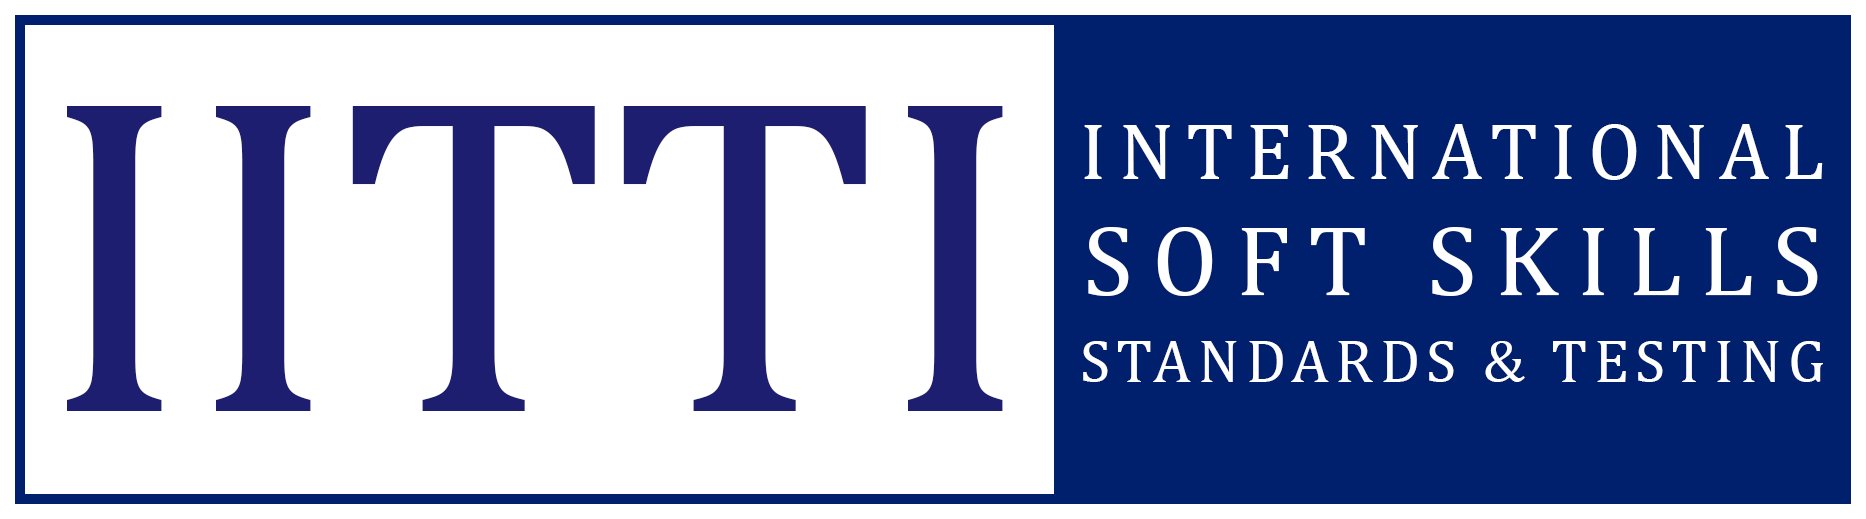 IITTI
INTERNATIONAL
SOFT SKILLS
STANDARDS & TESTING